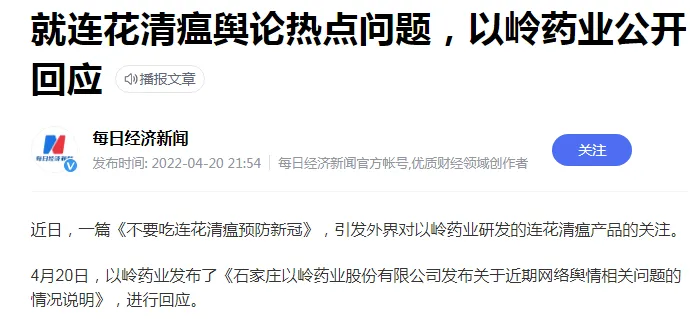 就连花清瘟舆论热点问题，以岭药业公开
回应
播报文章
每日经济新闻
发布时间: 2022-04-20 21:54
每日经济新闻官方帐号,优质财经领域创作者
关注
近日，一篇《不要吃连花清瘟预防新冠》，引发外界对以岭药业研发的连花清瘟产品的关注。
4月20日，以岭药业发布了《石家庄以岭药业股份有限公司发布关于近期网络舆情相关问题的
情况说明》，进行回应。